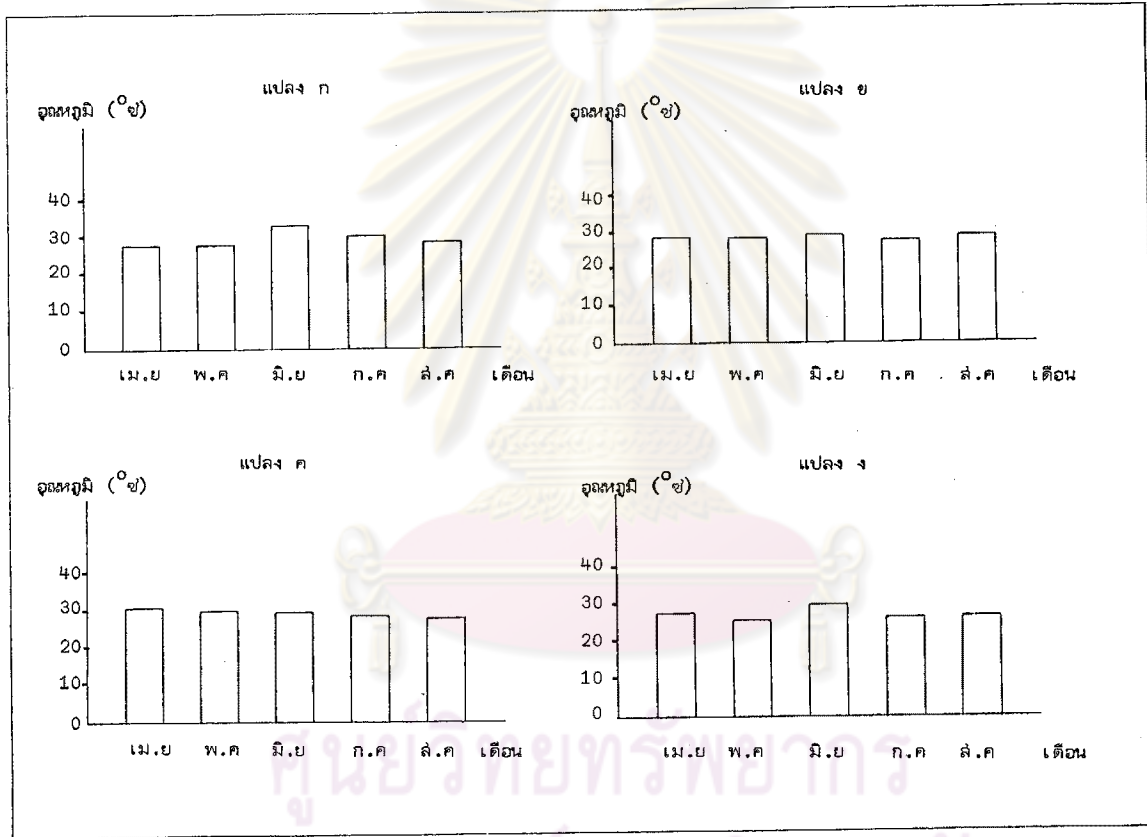 แปลง ก
อุณหภูมิ (°ซ)
40
30
20
10
0
เม.ย พ.ค มิ.ย ก.ค ส.ค เดือน
แปลง ข
อุณหภูมิ (°ซ)
40
30
20
10
0
เม.ย พ.ค มิ.ย ก.ค ส.ค เดือน
แปลง ค
อุณหภูมิ (°ซ)
40
30
20
10
0
เม.ย พ.ค มิ.ย ก.ค ส.ค เดือน
แปลง ง
อุณหภูมิ (°ซ)
40
30
20
10
0
เม.ย พ.ค มิ.ย ก.ค ส.ค เดือน
ศูนย์วิทยทรัพยากร